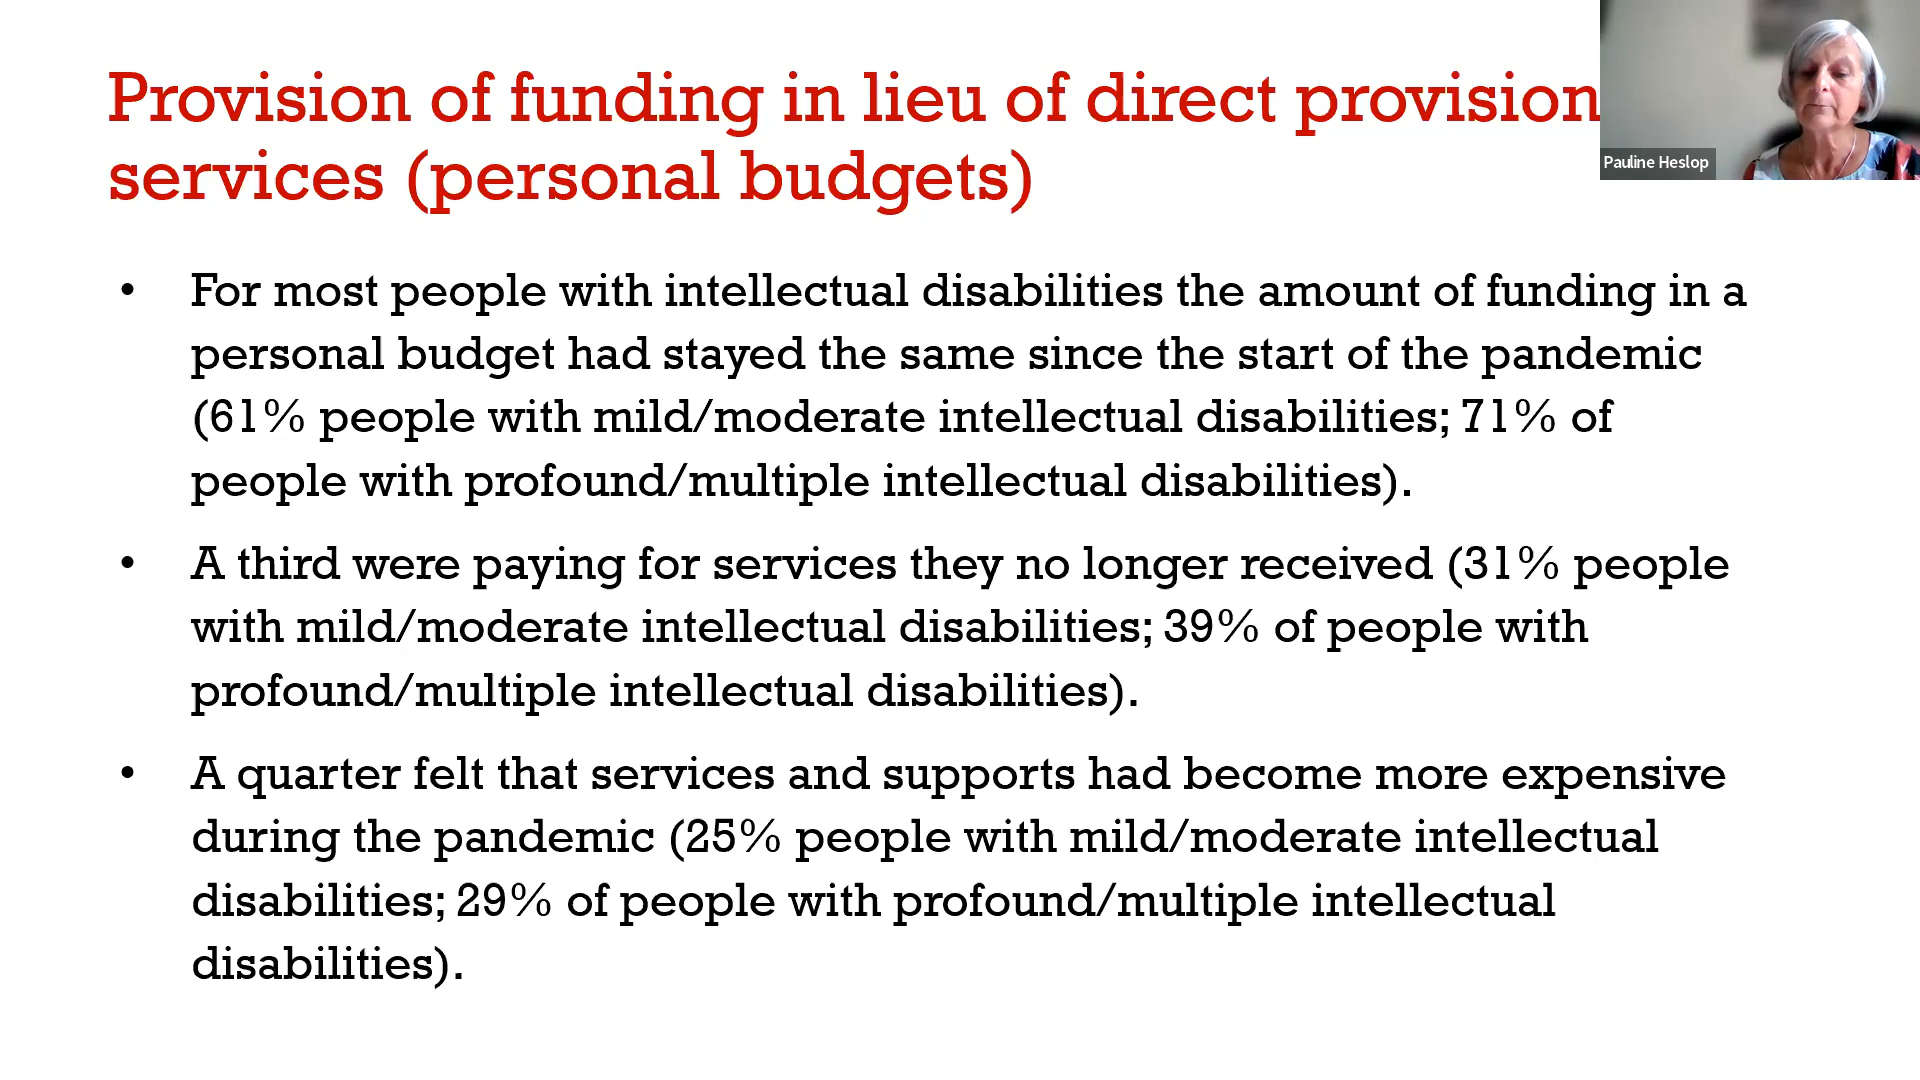 Provision of funding in lieu of direct provision
services (personal budgets)
Pauline Heslop
• For most people with intellectual disabilities the amount of funding in a
personal budget had stayed the same since the start of the pandemic
(61% people with mild/moderate intellectual disabilities; 71% of
people with profound/multiple intellectual disabilities).
• A third were paying for services they no longer received (31% people
with mild/moderate intellectual disabilities; 39% of people with
profound/multiple intellectual disabilities).
• A quarter felt that services and supports had become more expensive
during the pandemic (25% people with mild/moderate intellectual
disabilities; 29% of people with profound/multiple intellectual
disabilities).